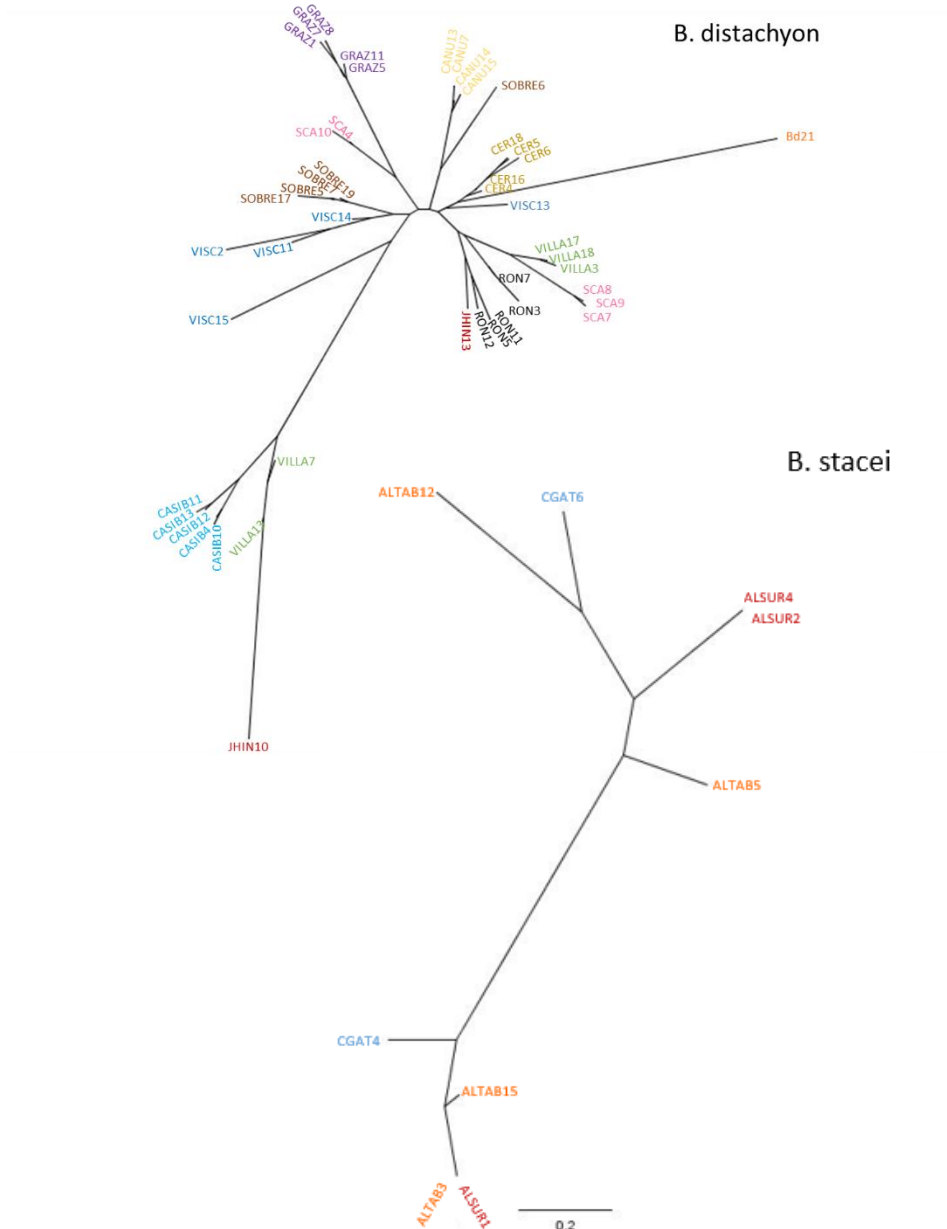 B. distachyon
GRAZ8
GRAZ7
GRAZ1
GRAZ11
GRAZ5
CANU13
CANU7
CANU14
CANU15
SOBRE6
Bd21
SCA10
SCA4
CER18
CER5
CER6
CER16
CER4
SOBRE19
SOBRE7
SOBRE5
SOBRE17
VISC13
VISC14
VISC2
VISC11
VILLA17
VILLA18
VILLA3
RON7
SCA8
SCA9
SCA7
RON3
VISC15
JHIN13
RON12
RON5
RON11
B. stacei
VILLA7
CASIB11
CASIB13
CASIB12
CASIB4
CASIB10
VILLA13
JHIN10
ALTAB12
CGAT6
ALSUR4
ALSUR2
ALTAB5
CGAT4
ALTAB15
ALTAB3
ALSUR1
0.2